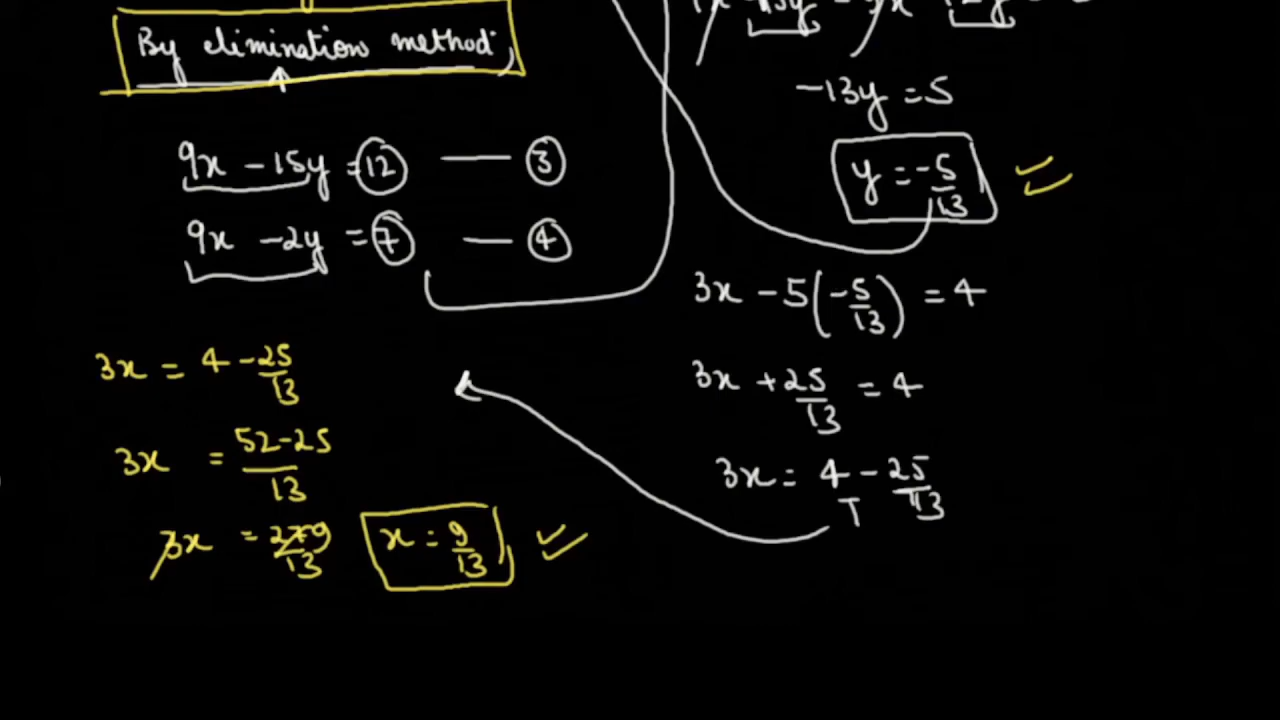 By elimination method
9x - 15y = 12 — 3
9x - 2y = 7 — 4
3x = 4 - 25/13
3x = 52-25/13
3x = 27 9/13
x = 9/13
-13y = 5
y = -5/13
3x - 5(-5/13) = 4
3x + 25/13 = 4
3x = 4 - 25/13